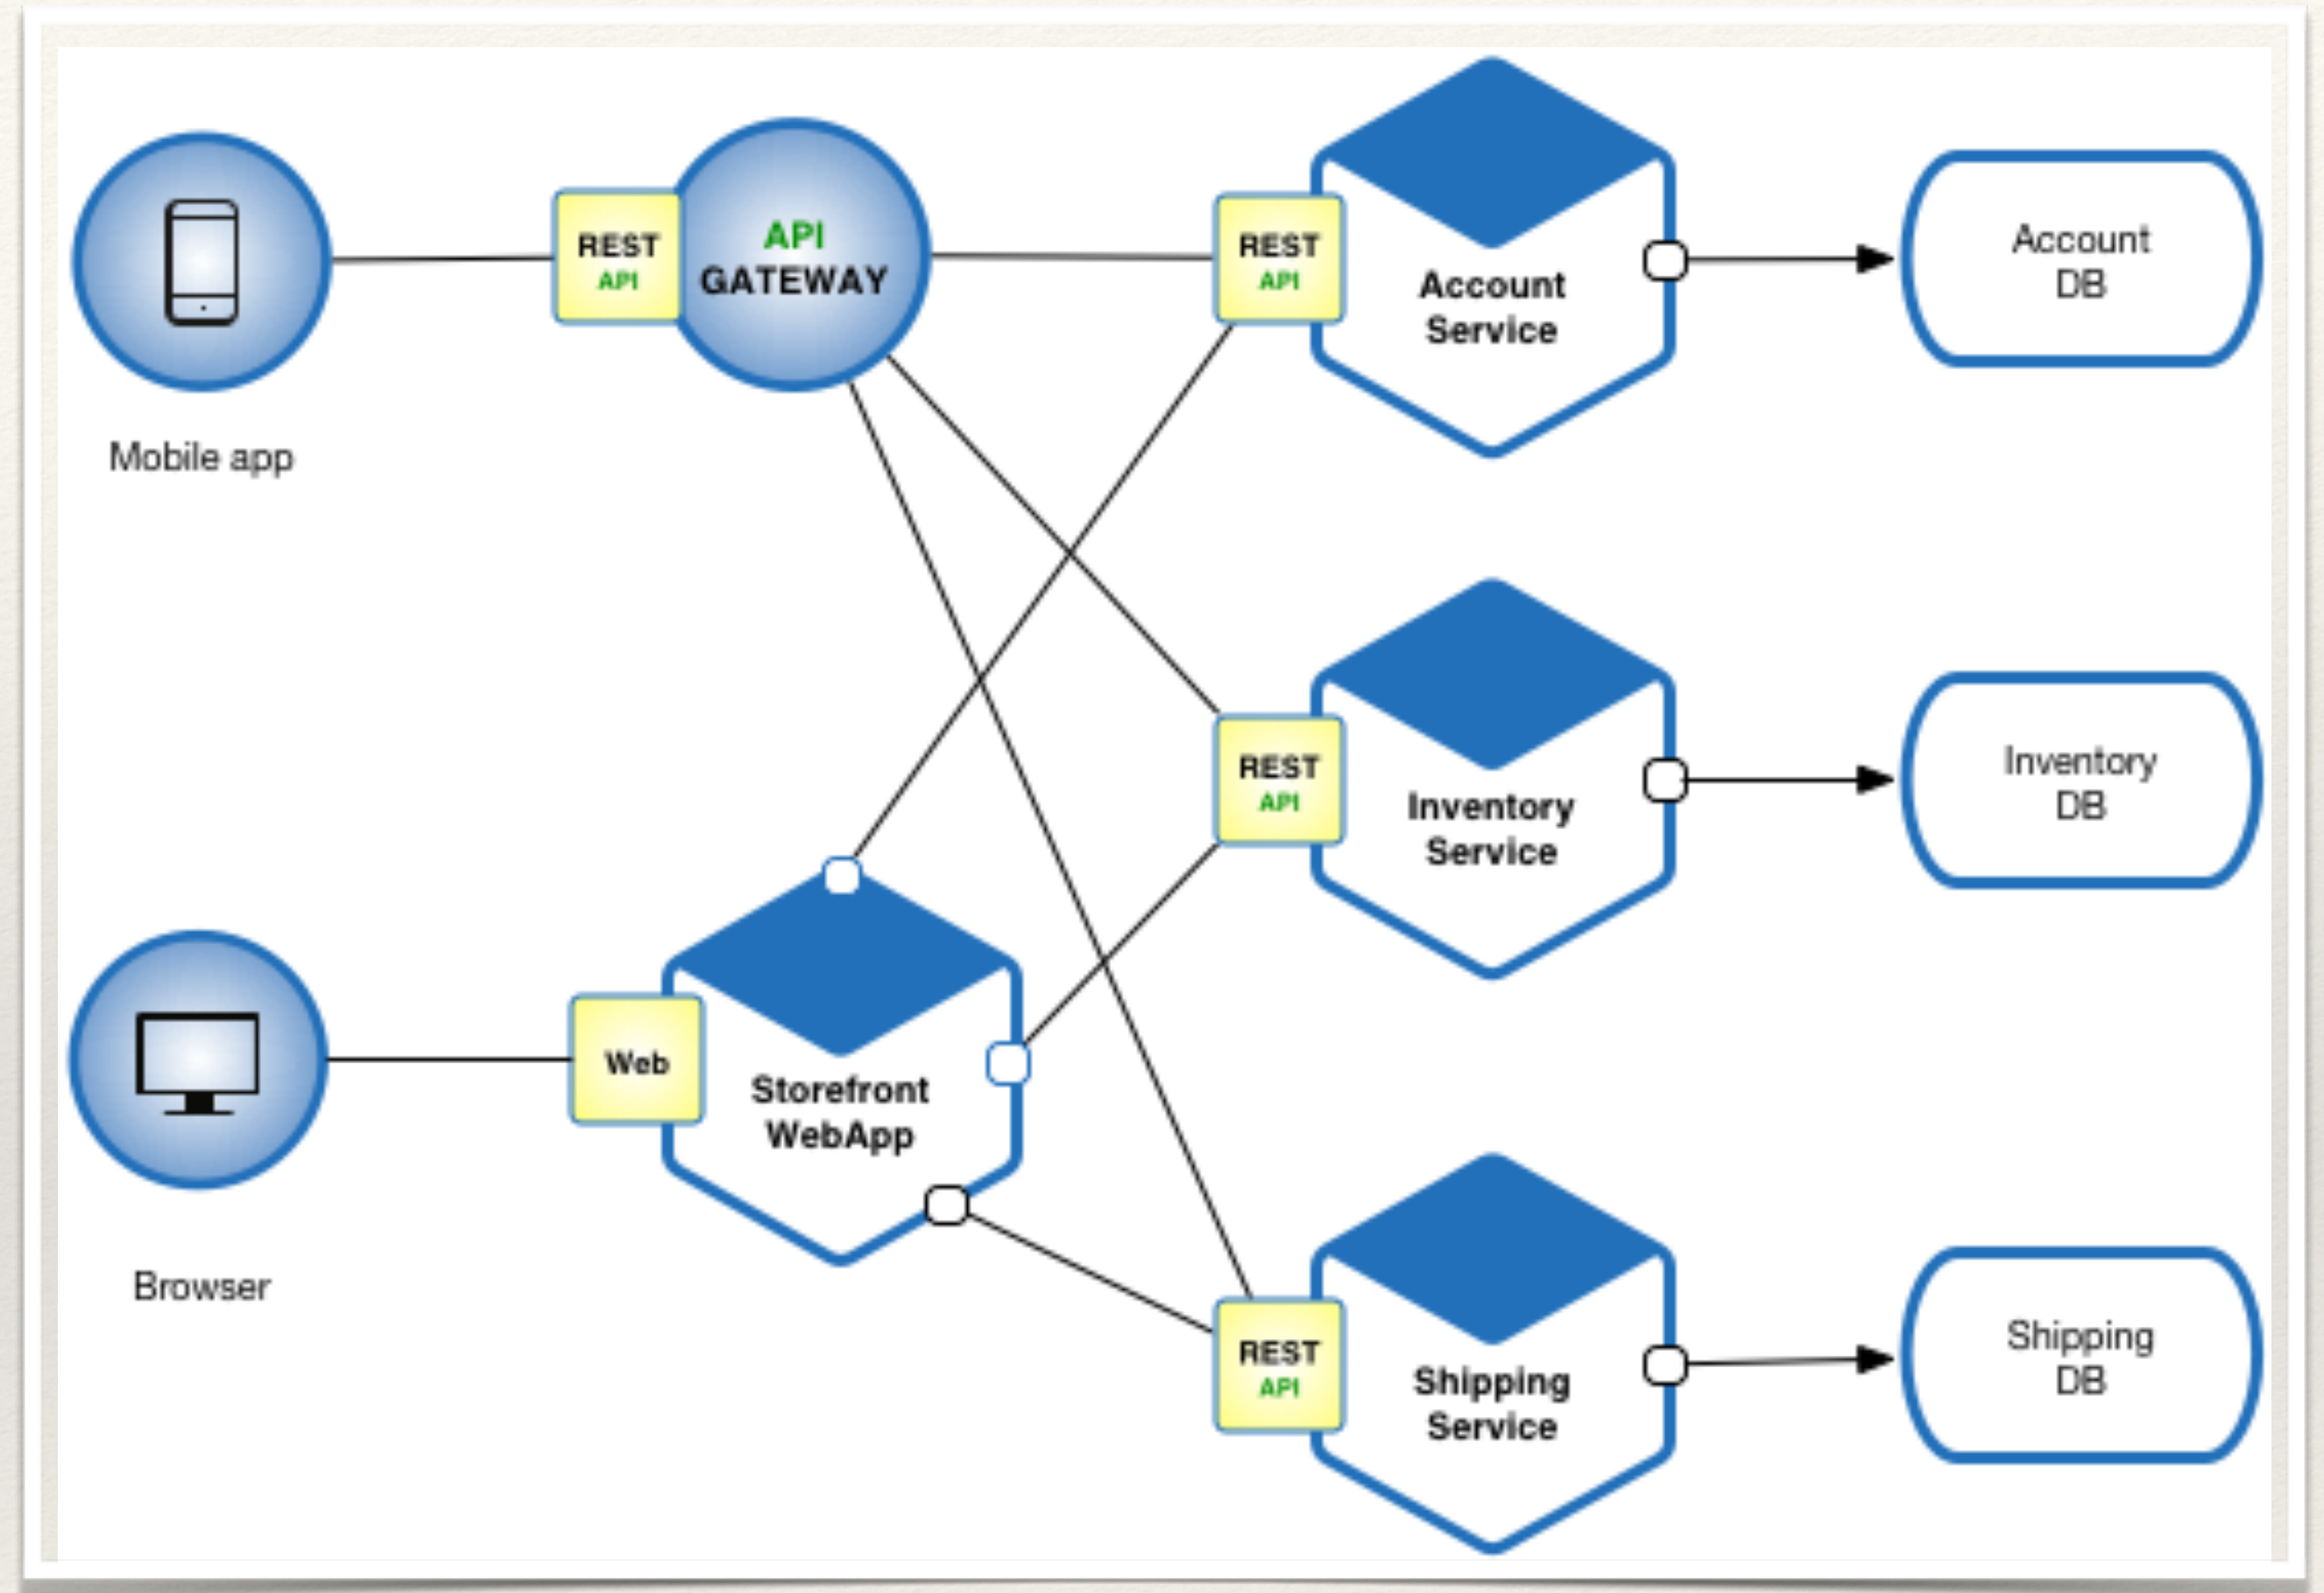 Mobile app
REST
API
API
GATEWAY
REST
API
Account
Service
Account
DB
REST
API
Inventory
Service
Inventory
DB
Browser
Web
Storefront
WebApp
REST
API
Shipping
Service
Shipping
DB